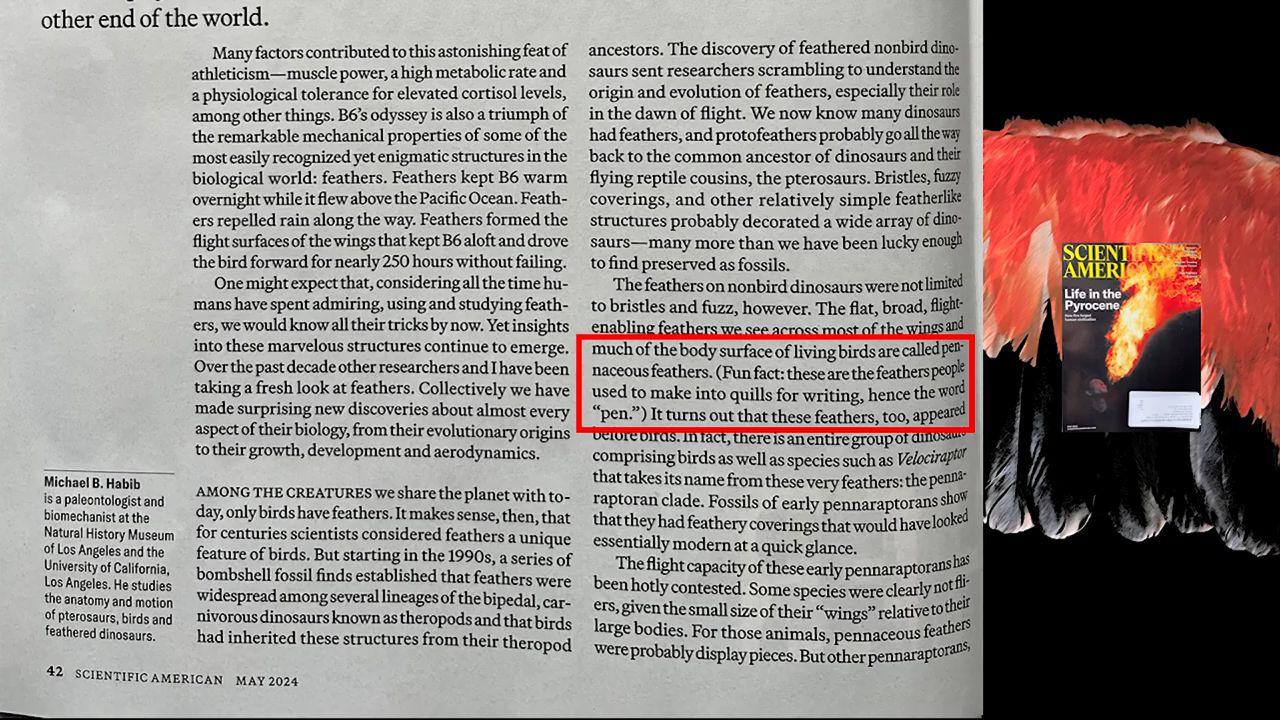 other end of the world.
Many factors contributed to this astonishing feat of
athleticism—muscle power, a high metabolic rate and
a physiological tolerance for elevated cortisol levels,
among other things. B6’s odyssey is also a triumph of
the remarkable mechanical properties of some of the
most easily recognized yet enigmatic structures in the
biological world: feathers. Feathers kept B6 warm
overnight while it flew above the Pacific Ocean. Feath-
ers repelled rain along the way. Feathers formed the
flight surfaces of the wings that kept B6 aloft and drove
the bird forward for nearly 250 hours without failing.
One might expect that, considering all the time hu-
mans have spent admiring, using and studying feath-
ers, we would know all their tricks by now. Yet insights
into these marvelous structures continue to emerge.
Over the past decade other researchers and I have been
taking a fresh look at feathers. Collectively we have
made surprising new discoveries about almost every
aspect of their biology, from their evolutionary origins
to their growth, development and aerodynamics.
AMONG THE CREATURES we share the planet with to-
day, only birds have feathers. It makes sense, then, that
for centuries scientists considered feathers a unique
feature of birds. But starting in the 1990s, a series of
bombshell fossil finds established that feathers were
widespread among several lineages of the bipedal, car-
nivorous dinosaurs known as theropods and that birds
had inherited these structures from their theropod
ancestors. The discovery of feathered nonbird dino-
saurs sent researchers scrambling to understand the
origin and evolution of feathers, especially their role
in the dawn of flight. We now know many dinosaurs
had feathers, and protofeathers probably go all the way
back to the common ancestor of dinosaurs and their
flying reptile cousins, the pterosaurs. Bristles, fuzzy
coverings, and other relatively simple featherlike
structures probably decorated a wide array of dino-
saurs—many more than we have been lucky enough
to find preserved as fossils.
The feathers on nonbird dinosaurs were not limited
to bristles and fuzz, however. The flat, broad, flight-
enabling feathers we see across most of the wings and
much of the body surface of living birds are called pen-
naceous feathers. (Fun fact: these are the feathers people
used to make into quills for writing, hence the word
“pen.”) It turns out that these feathers, too, appeared
before birds. In fact, there is an entire group of dinosaurs
comprising birds as well as species such as Velociraptor
that takes its name from these very feathers: the penna-
raptoran clade. Fossils of early pennaraptorans show
that they had feathery coverings that would have looked
essentially modern at a quick glance.
The flight capacity of these early pennaraptorans has
been hotly contested. Some species were clearly not fli-
ers, given the small size of their “wings” relative to their
large bodies. For those animals, pennaceous feathers
were probably display pieces. But other pennaraptorans,
Michael B. Habib
is a paleontologist and
biomechanist at the
Natural History Museum
of Los Angeles and the
University of California,
Los Angeles. He studies
the anatomy and motion
of pterosaurs, birds and
feathered dinosaurs.
42 SCIENTIFIC AMERICAN MAY 2024
SCIENTIFIC
AMERICAN
Life in the
Pyrocene